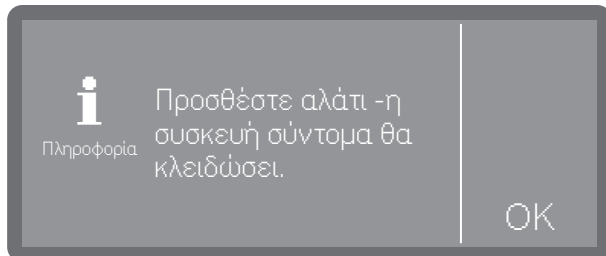 Πληροφορία
Προσθέστε αλάτι -η
συσκευή σύντομα θα
κλειδώσει.
OK